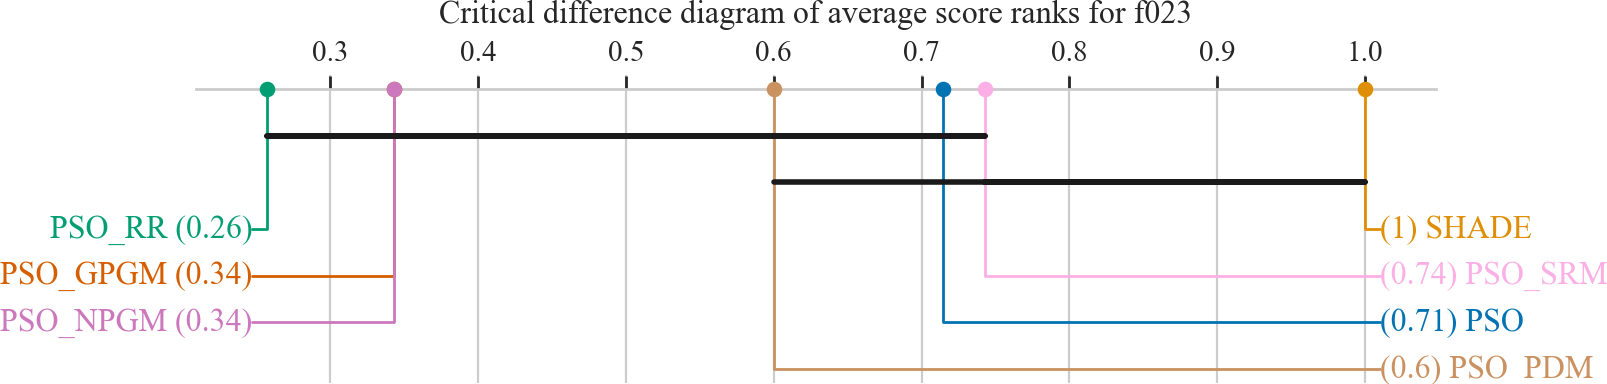 Critical difference diagram of average score ranks for f023
0.3 0.4 0.5 0.6 0.7 0.8 0.9 1.0
PSO_RR (0.26) (1) SHADE
PSO_GPGM (0.34) (0.74) PSO_SRM
PSO_NPGM (0.34) (0.71) PSO
(0.6) PSO_PDM